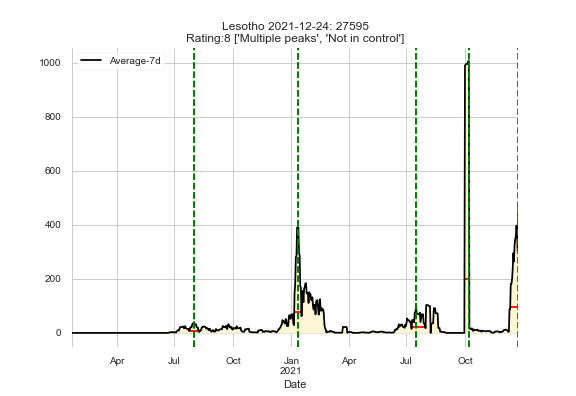 Lesotho 2021-12-24: 27595
Rating:8 ['Multiple peaks', 'Not in control']
Average-7d
1000
800
600
400
200
0
Apr Jul Oct Jan Apr Jul Oct
2021
Date